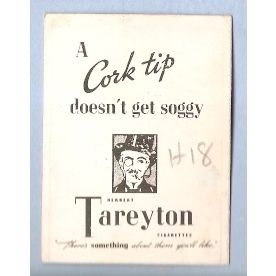 A
Cork tip
doesn't get soggy
H18
HERBERT
Tareyton
CIGARETTES
"There's something about them you'll like."